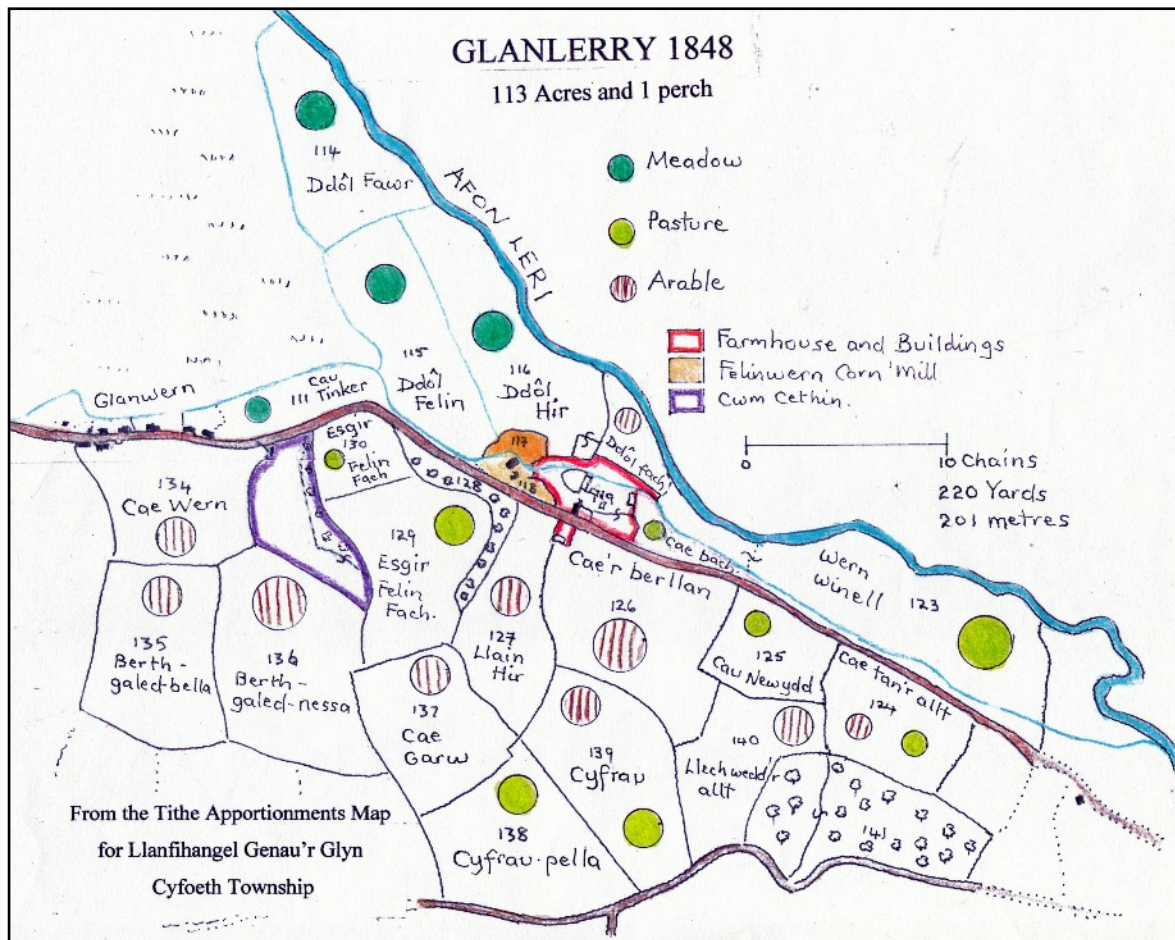 GLANLERRY 1848
113 Acres and 1 perch
Meadow
Pasture
Arable
Farmhouse and Buildings
Felinwern Corn Mill
Cwm Cethin.
0
10 Chains
220 Yards
201 metres
AFON LERI
114
Ddôl Fawr
115
Ddôl
Felin
116
Ddôl
Hir
Glanwern
Cau
111 Tinker
Esgir
130
Felin
Fach
117
118
119
Ddôl fach
Cae bach
128
129
Esgir
Felin
Fach.
134
Cae Wern
135
Berth-
galed-bella
136
Berth-
galed-nessa
127
Llain
Hir
Cae'r berllan
126
Wern
Winell
123
125
Cau Newydd
Cae tan'r allt
124
137
Cae
Garw
139
Cyfrau
140
Llechwedd'r
allt
141
138
Cyfrau-pella
From the Tithe Apportionments Map
for Llanfihangel Genau'r Glyn
Cyfoeth Township